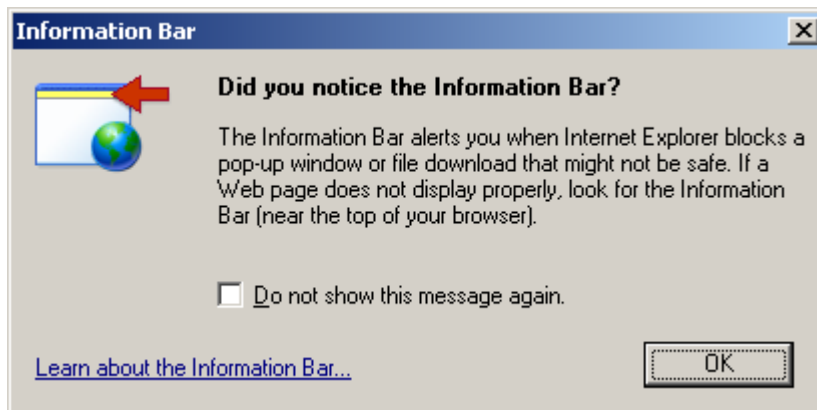 Information Bar
Did you notice the Information Bar?
The Information Bar alerts you when Internet Explorer blocks a
pop-up window or file download that might not be safe. If a
Web page does not display properly, look for the Information
Bar (near the top of your browser).
Do not show this message again.
Learn about the Information Bar...
OK